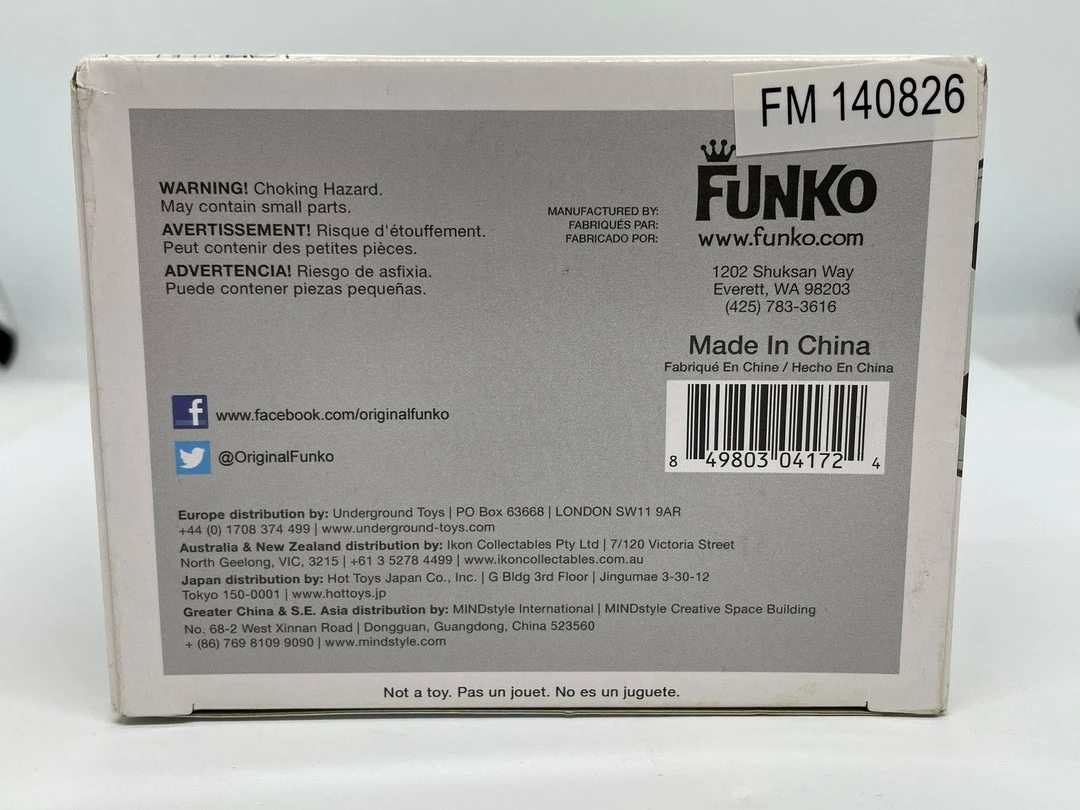 FM 140826
WARNING! Choking Hazard.
May contain small parts.
AVERTISSEMENT! Risque d'étouffement.
Peut contenir des petites pièces.
ADVERTENCIA! Riesgo de asfixia.
Puede contener piezas pequeñas.
MANUFACTURED BY:
FABRIQUÉS PAR:
FABRICADO POR:
FUNKO
www.funko.com
1202 Shuksan Way
Everett, WA 98203
(425) 783-3616
Made In China
Fabriqué En Chine / Hecho En China
8 49803 04172 4
f www.facebook.com/originalfunko
@OriginalFunko
Europe distribution by: Underground Toys | PO Box 63668 | LONDON SW11 9AR
+44 (0) 1708 374 499 | www.underground-toys.com
Australia & New Zealand distribution by: Ikon Collectables Pty Ltd | 7/120 Victoria Street
North Geelong, VIC, 3215 | +61 3 5278 4499 | www.ikoncollectables.com.au
Japan distribution by: Hot Toys Japan Co., Inc. | G Bldg 3rd Floor | Jingumae 3-30-12
Tokyo 150-0001 | www.hottoys.jp
Greater China & S.E. Asia distribution by: MINDstyle International | MINDstyle Creative Space Building
No. 68-2 West Xinnan Road | Dongguan, Guangdong, China 523560
+ (86) 769 8109 9090 | www.mindstyle.com
Not a toy. Pas un jouet. No es un juguete.